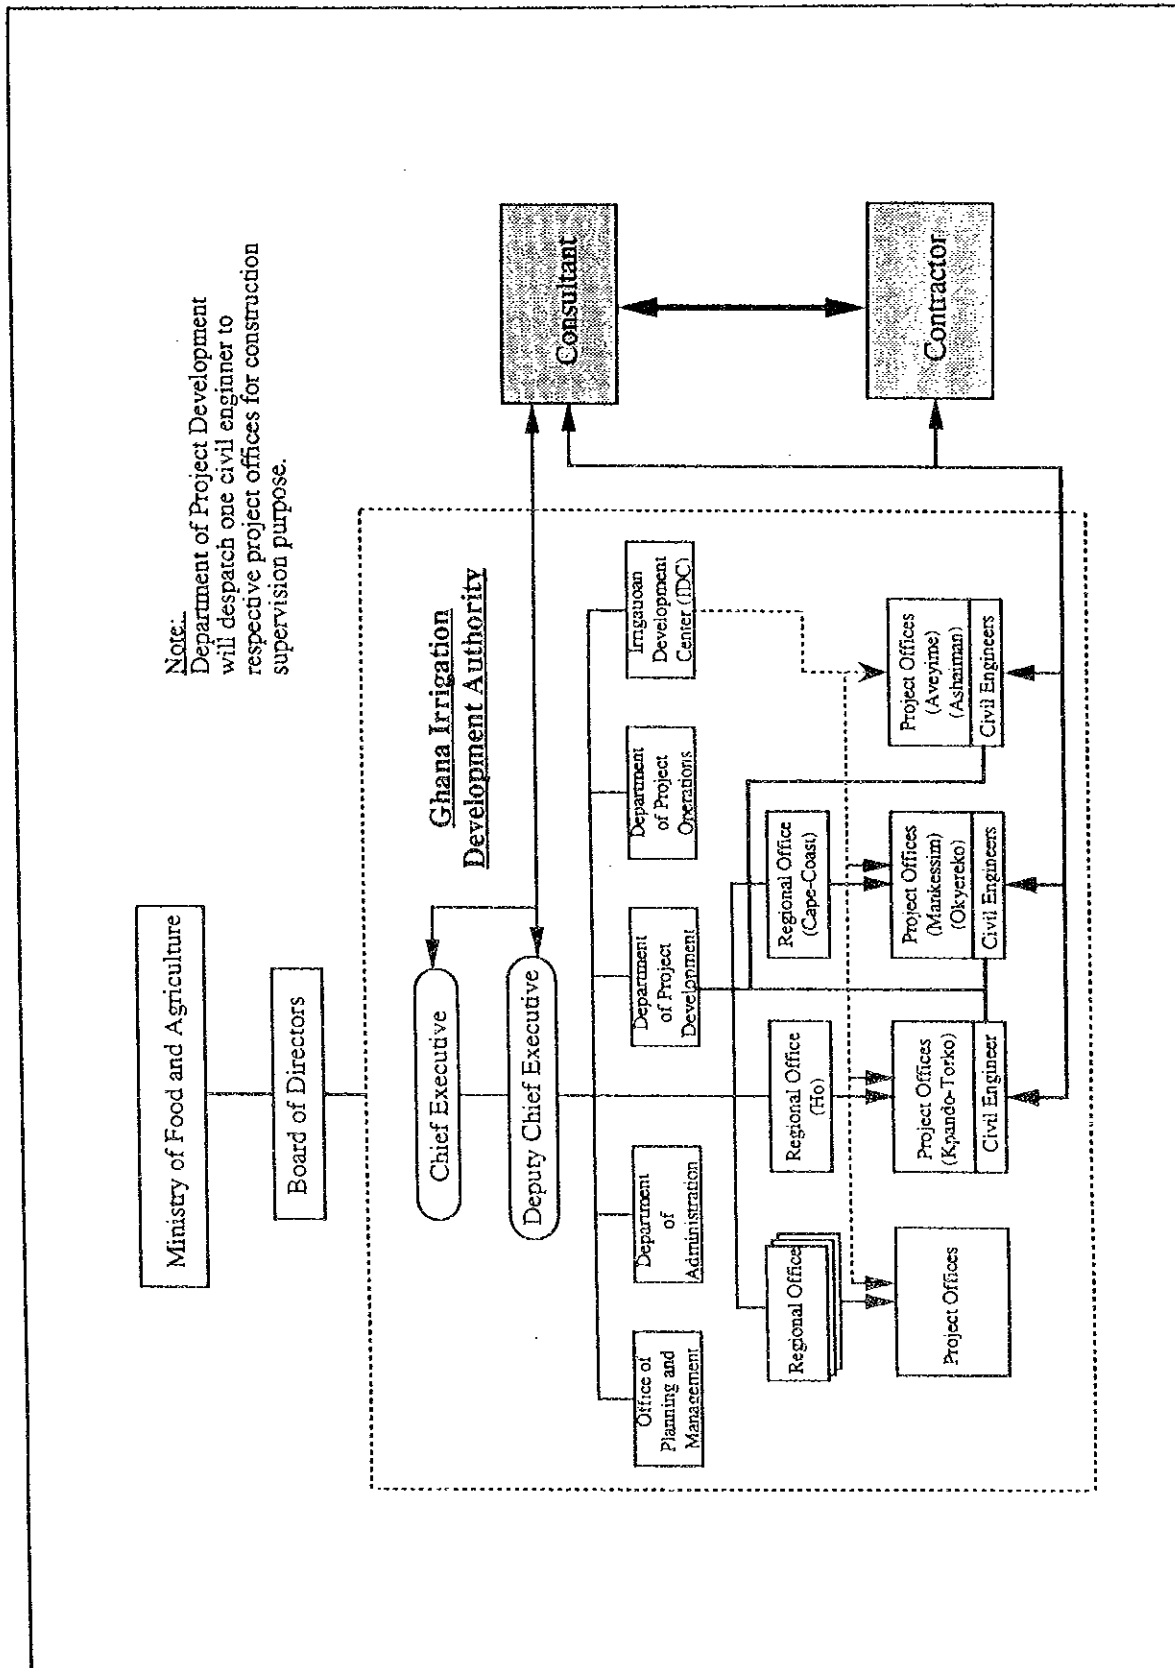 Note:
Department of Project Development
will despatch one civil enginner to
respective project offices for construction
supervision purpose.
Ministry of Food and Agriculture
Board of Directors
Ghana Irrigation
Development Authority
Chief Executive
Deputy Chief Executive
Consultant
Contractor
Office of
Planning and
Management
Department
of
Administration
Department
of Project
Development
Department
of Project
Operations
Irrigauoan
Development
Center (IDC)
Regional Office
Regional Office
(Ho)
Regional Office
(Cape-Coast)
Project Offices
Project Offices
(Kpando-Torko)
Civil Engineer
Project Offices
(Mankessim)
(Okyereko)
Civil Engineers
Project Offices
(Aveyime)
(Ashaiman)
Civil Engineers